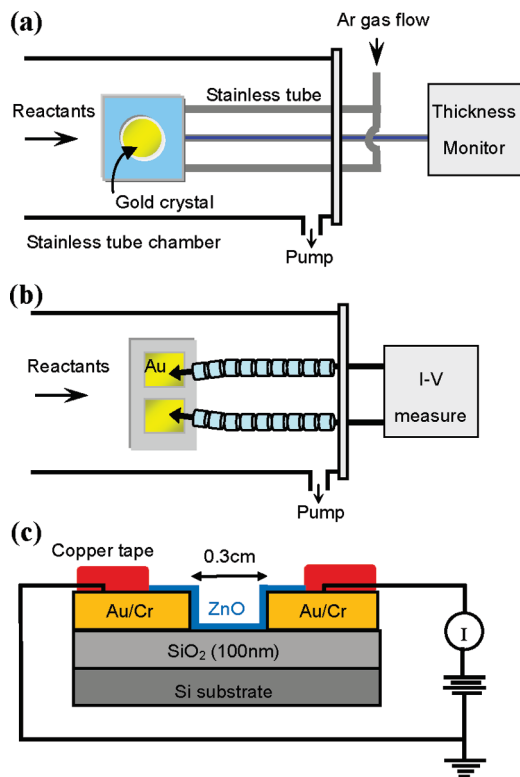 (a)
Ar gas flow
Stainless tube
Reactants
Thickness
Monitor
Gold crystal
Stainless tube chamber
Pump
(b)
Reactants
Au
I-V
measure
Pump
(c)
Copper tape
0.3cm
Au/Cr
ZnO
Au/Cr
I
SiO₂ (100nm)
Si substrate